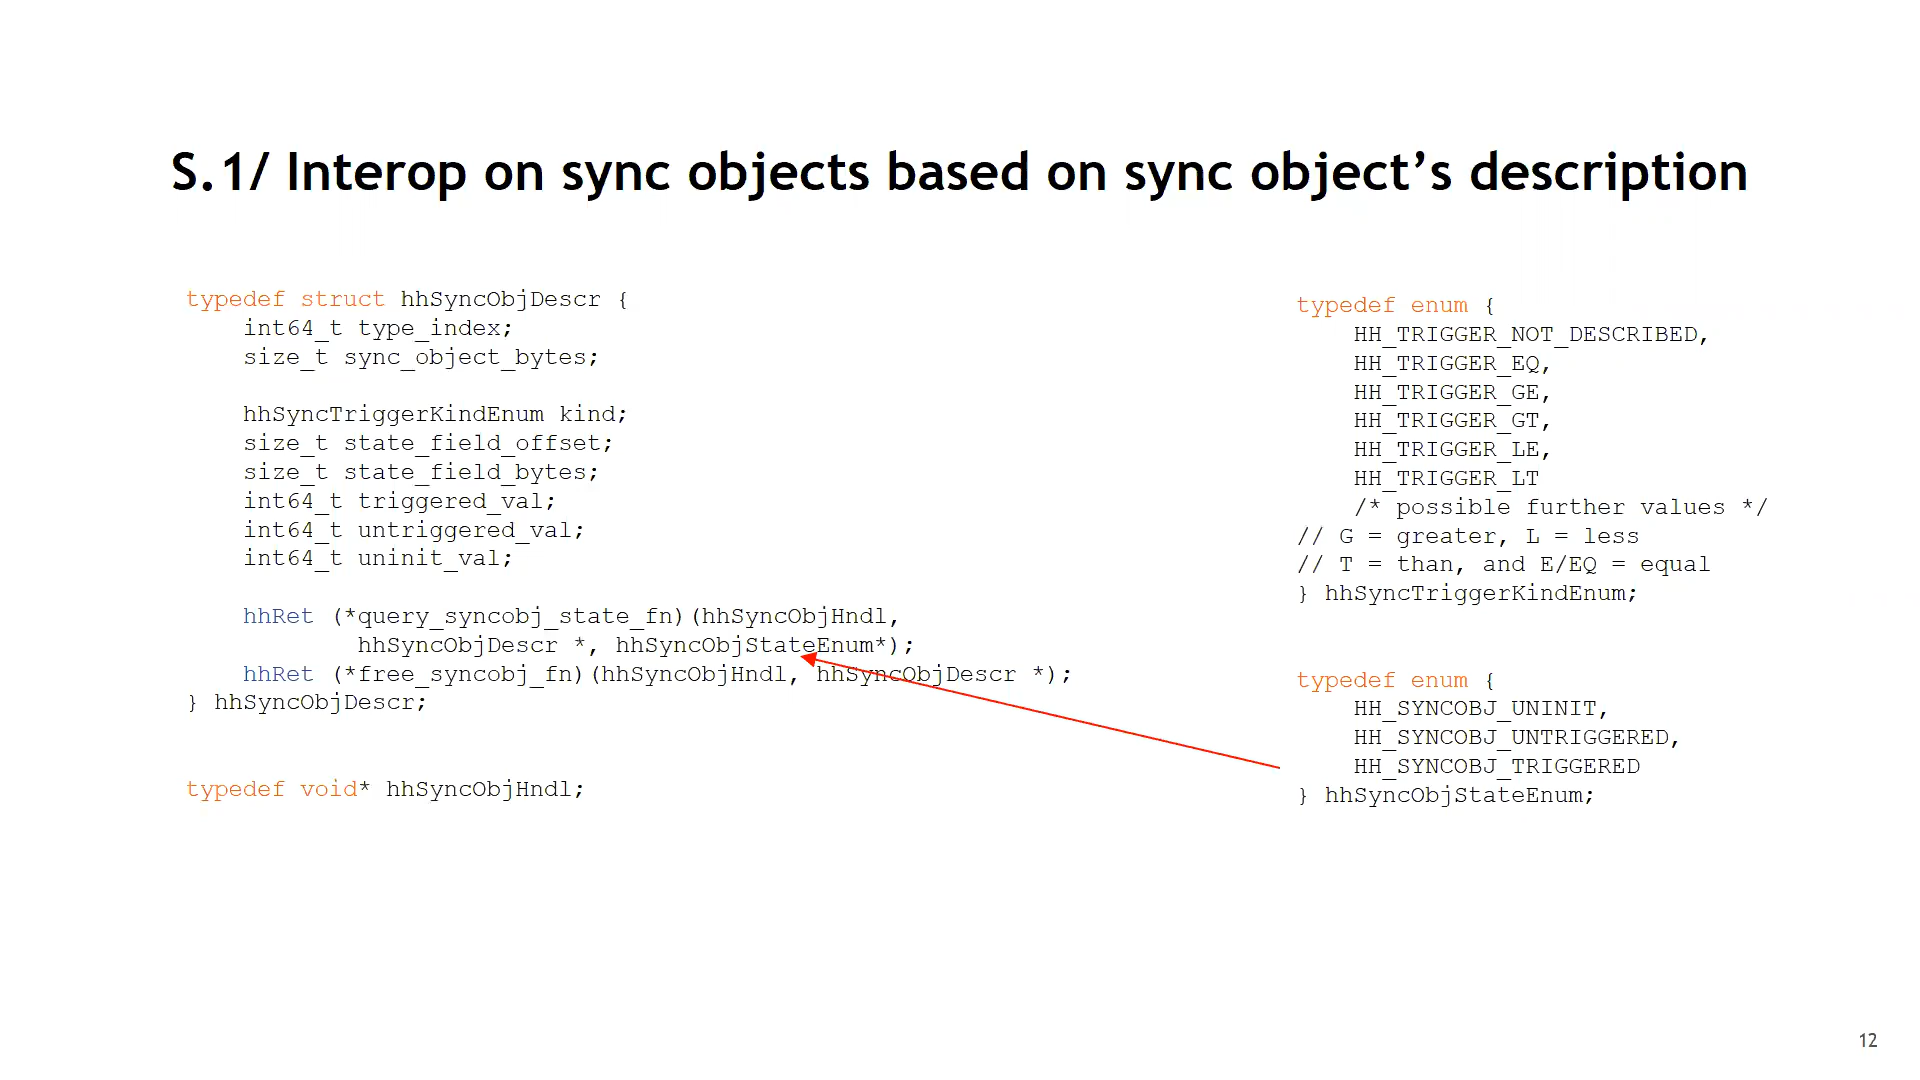 S.1/ Interop on sync objects based on sync object’s description
typedef struct hhSyncObjDescr {
    int64_t type_index;
    size_t sync_object_bytes;
    hhSyncTriggerKindEnum kind;
    size_t state_field_offset;
    size_t state_field_bytes;
    int64_t triggered_val;
    int64_t untriggered_val;
    int64_t uninit_val;
    hhRet (*query_syncobj_state_fn)(hhSyncObjHndl,
            hhSyncObjDescr *, hhSyncObjStateEnum*);
    hhRet (*free_syncobj_fn)(hhSyncObjHndl, hhSyncObjDescr *);
} hhSyncObjDescr;
typedef void* hhSyncObjHndl;
typedef enum {
    HH_TRIGGER_NOT_DESCRIBED,
    HH_TRIGGER_EQ,
    HH_TRIGGER_GE,
    HH_TRIGGER_GT,
    HH_TRIGGER_LE,
    HH_TRIGGER_LT
    /* possible further values */
// G = greater, L = less
// T = than, and E/EQ = equal
} hhSyncTriggerKindEnum;
typedef enum {
    HH_SYNCOBJ_UNINIT,
    HH_SYNCOBJ_UNTRIGGERED,
    HH_SYNCOBJ_TRIGGERED
} hhSyncObjStateEnum;
12